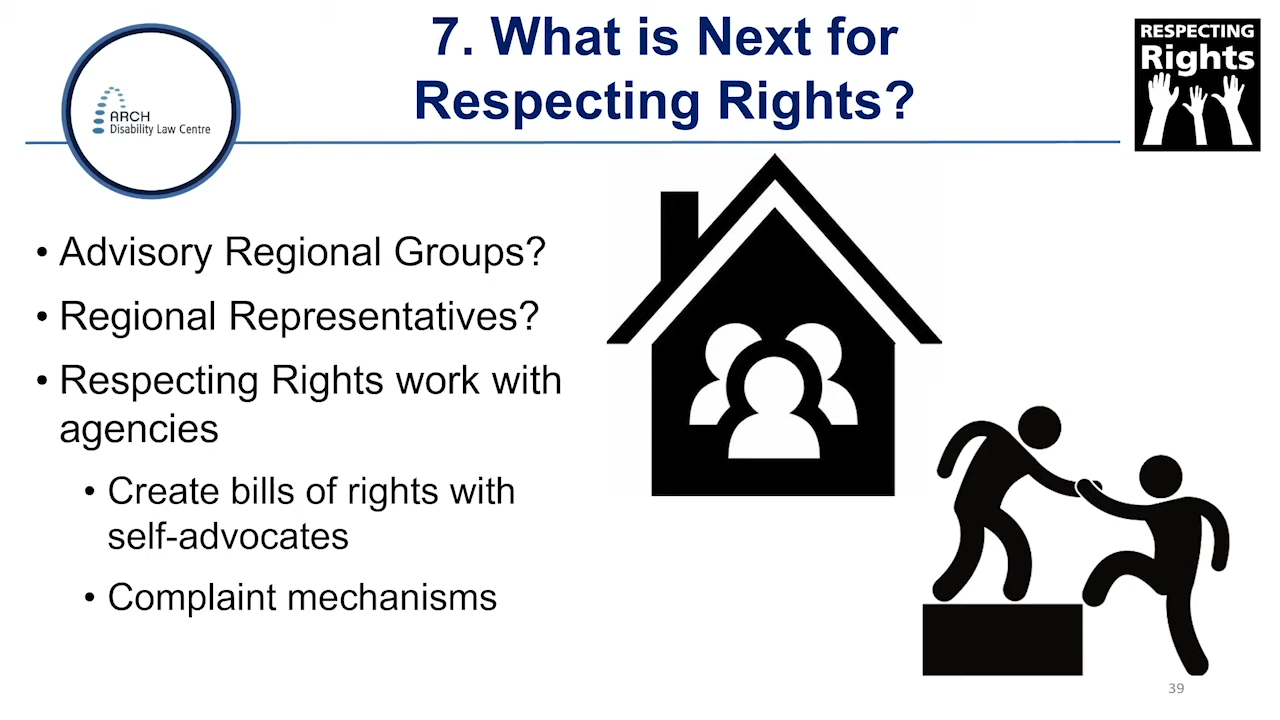 7. What is Next for
Respecting Rights?
ARCH
Disability Law Centre
RESPECTING
Rights
• Advisory Regional Groups?
• Regional Representatives?
• Respecting Rights work with
agencies
• Create bills of rights with
self-advocates
• Complaint mechanisms
39